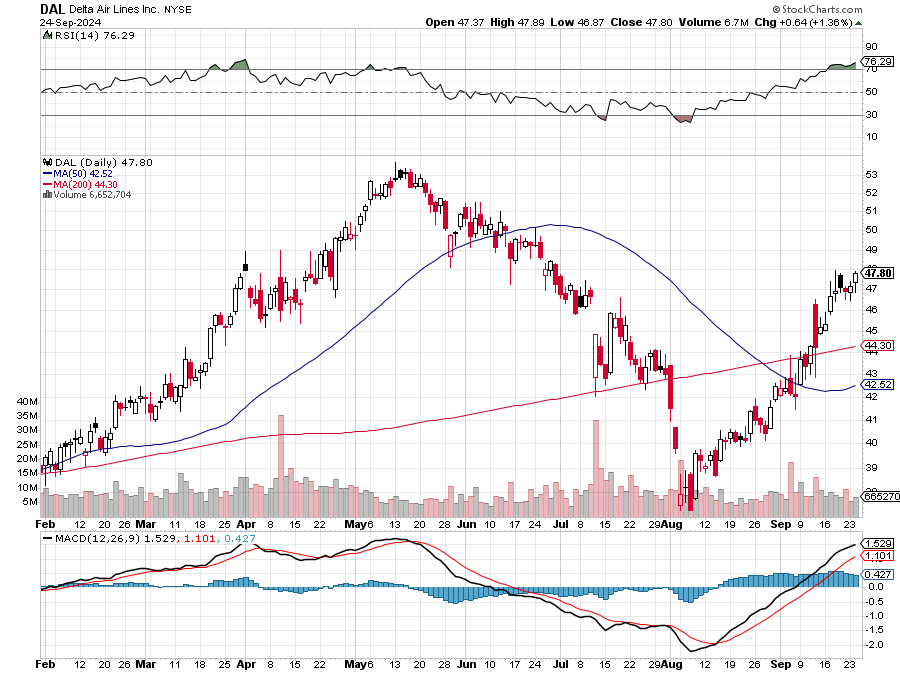 DAL Delta Air Lines Inc. NYSE
© StockCharts.com
24-Sep-2024
Open 47.37 High 47.89 Low 46.87 Close 47.80 Volume 6.7M Chg +0.64 (+1.36%)
RSI(14) 76.29
90
76.29
70
50
30
10
DAL (Daily) 47.80
MA(50) 42.52
MA(200) 44.30
Volume 6,652,704
53
52
51
50
49
47.80
47
46
45
44.30
44
43
42.52
42
41
40
39
665270
40M
35M
30M
25M
20M
15M
10M
5M
Feb 12 20 26 Mar 11 18 25 Apr 8 15 22 May 6 13 20 28 Jun 10 17 24 Jul 8 15 22 29 Aug 12 19 26 Sep 9 16 23
MACD(12,26,9) 1.529, 1.101, 0.427
1.529
1.101
0.427
0.0
-0.5
-1.0
-1.5
-2.0
Feb 12 20 26 Mar 11 18 25 Apr 8 15 22 May 6 13 20 28 Jun 10 17 24 Jul 8 15 22 29 Aug 12 19 26 Sep 9 16 23